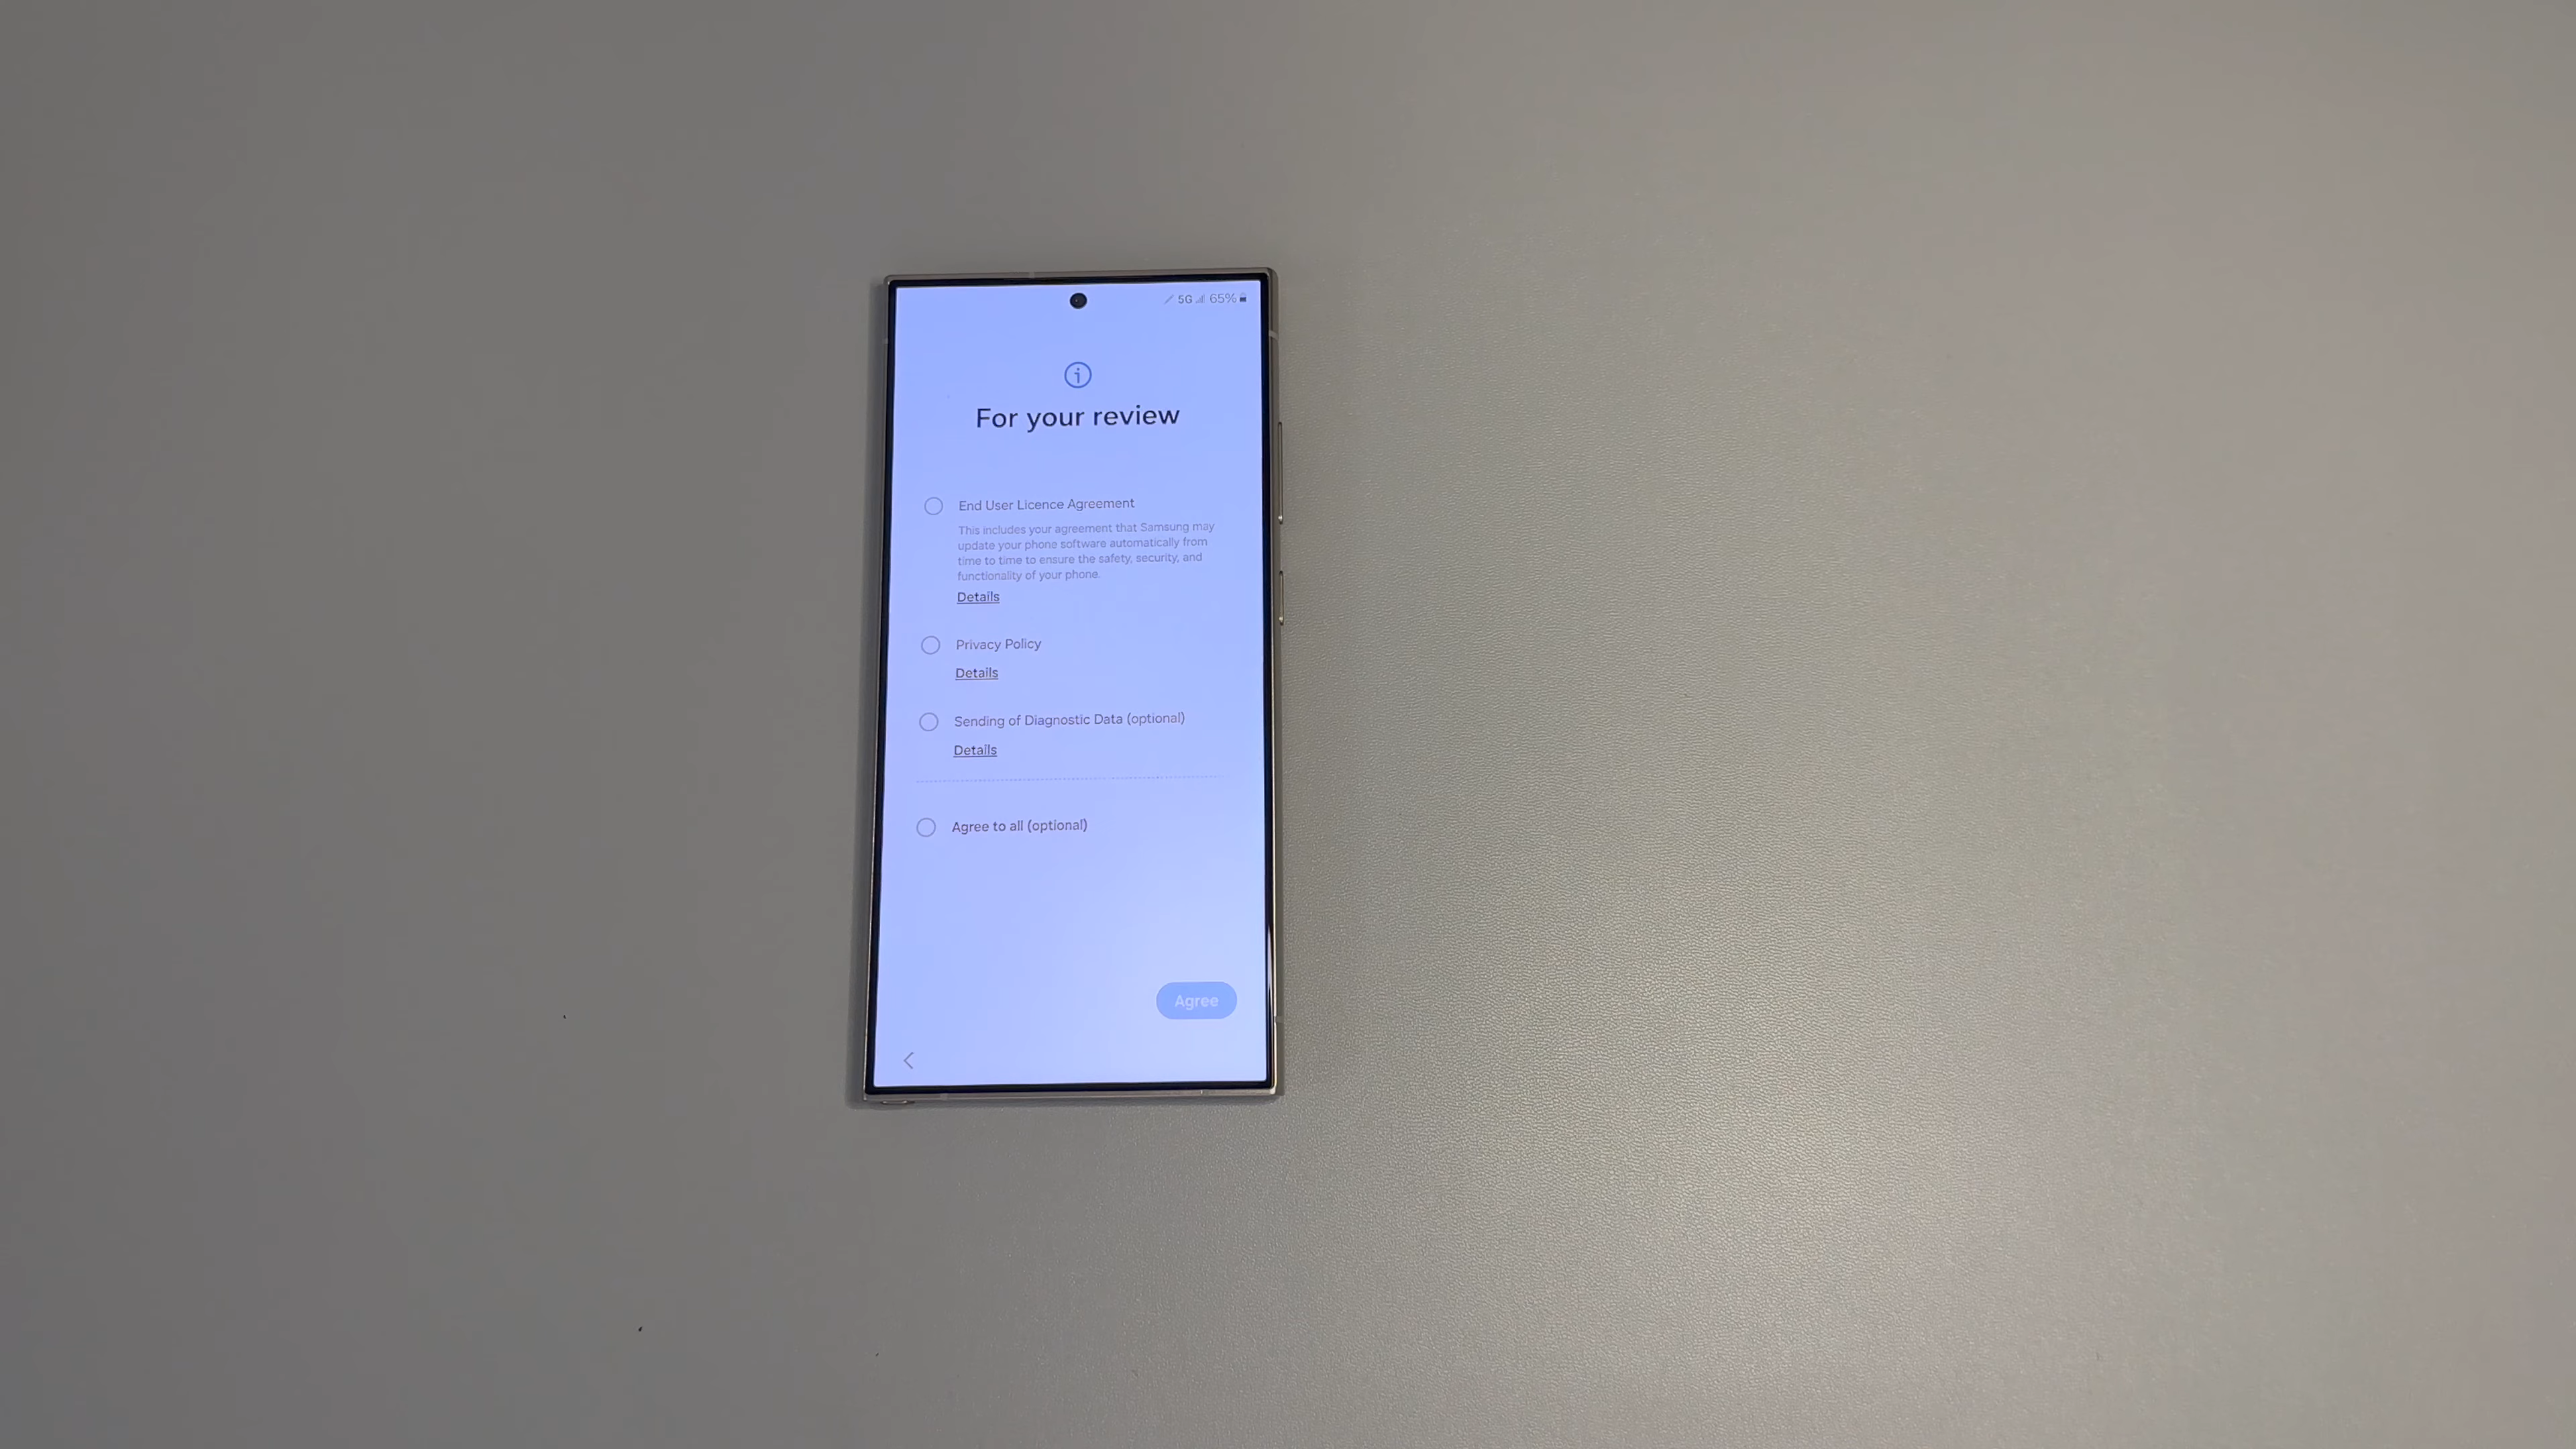 5G 65%
For your review
End User Licence Agreement
This includes your agreement that Samsung may
update your phone software automatically from
time to time to ensure the safety, security, and
functionality of your phone.
Details
Privacy Policy
Details
Sending of Diagnostic Data (optional)
Details
Agree to all (optional)
Agree